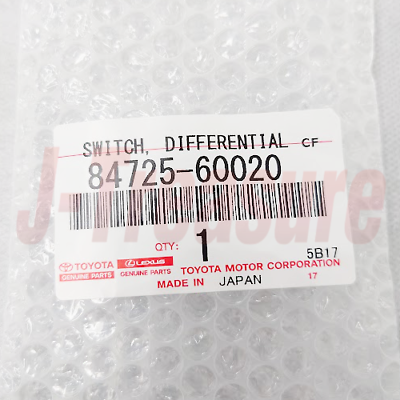 SWITCH, DIFFERENTIAL CF
84725-60020
J-Treasure
QTY: 1
5B17
TOYOTA LEXUS TOYOTA MOTOR CORPORATION
GENUINE PARTS GENUINE PARTS
MADE IN JAPAN 17